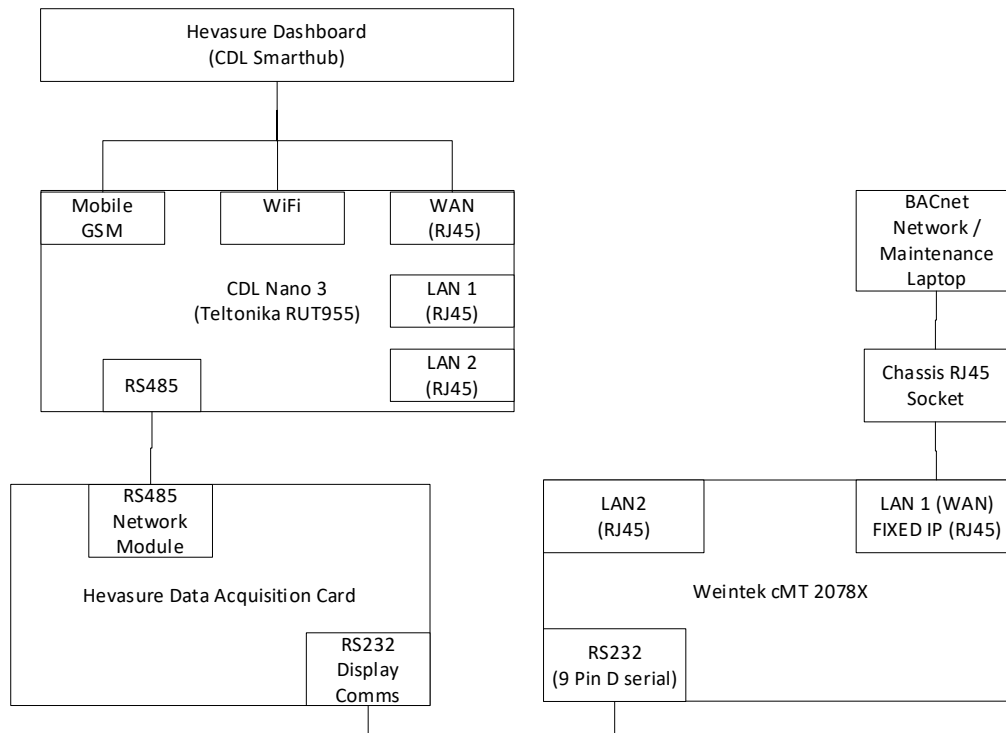 Hevasure Dashboard
(CDL Smarthub)
Mobile
GSM
WiFi
WAN
(RJ45)
CDL Nano 3
(Teltonika RUT955)
LAN 1
(RJ45)
LAN 2
(RJ45)
RS485
RS485
Network
Module
Hevasure Data Acquisition Card
RS232
Display
Comms
BACnet
Network /
Maintenance
Laptop
Chassis RJ45
Socket
LAN2
(RJ45)
LAN 1 (WAN)
FIXED IP (RJ45)
Weintek cMT 2078X
RS232
(9 Pin D serial)